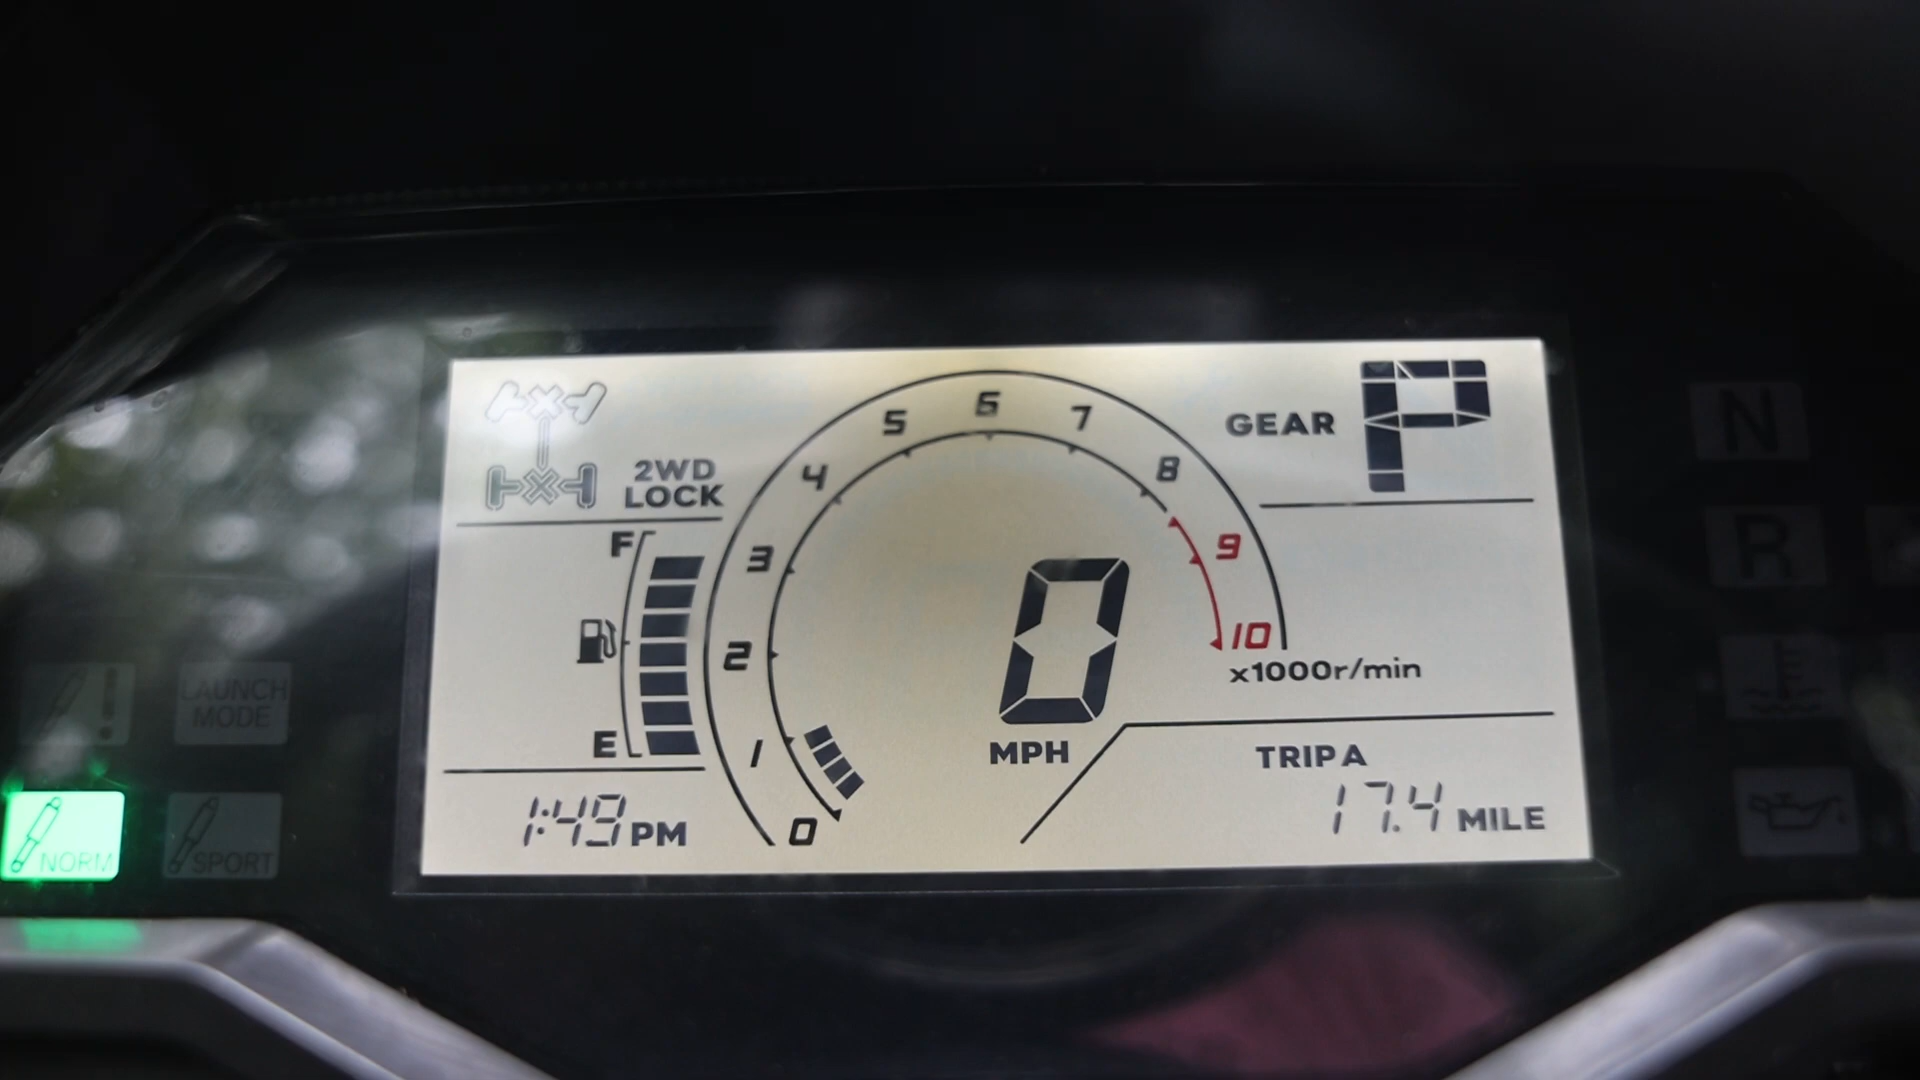 2WD
LOCK
F
E
1:49 PM
0
1
2
3
4
5
6
7
8
9
10
x1000r/min
0
MPH
GEAR
P
TRIP A
17.4 MILE
LAUNCH
MODE
NORM
SPORT
N
R